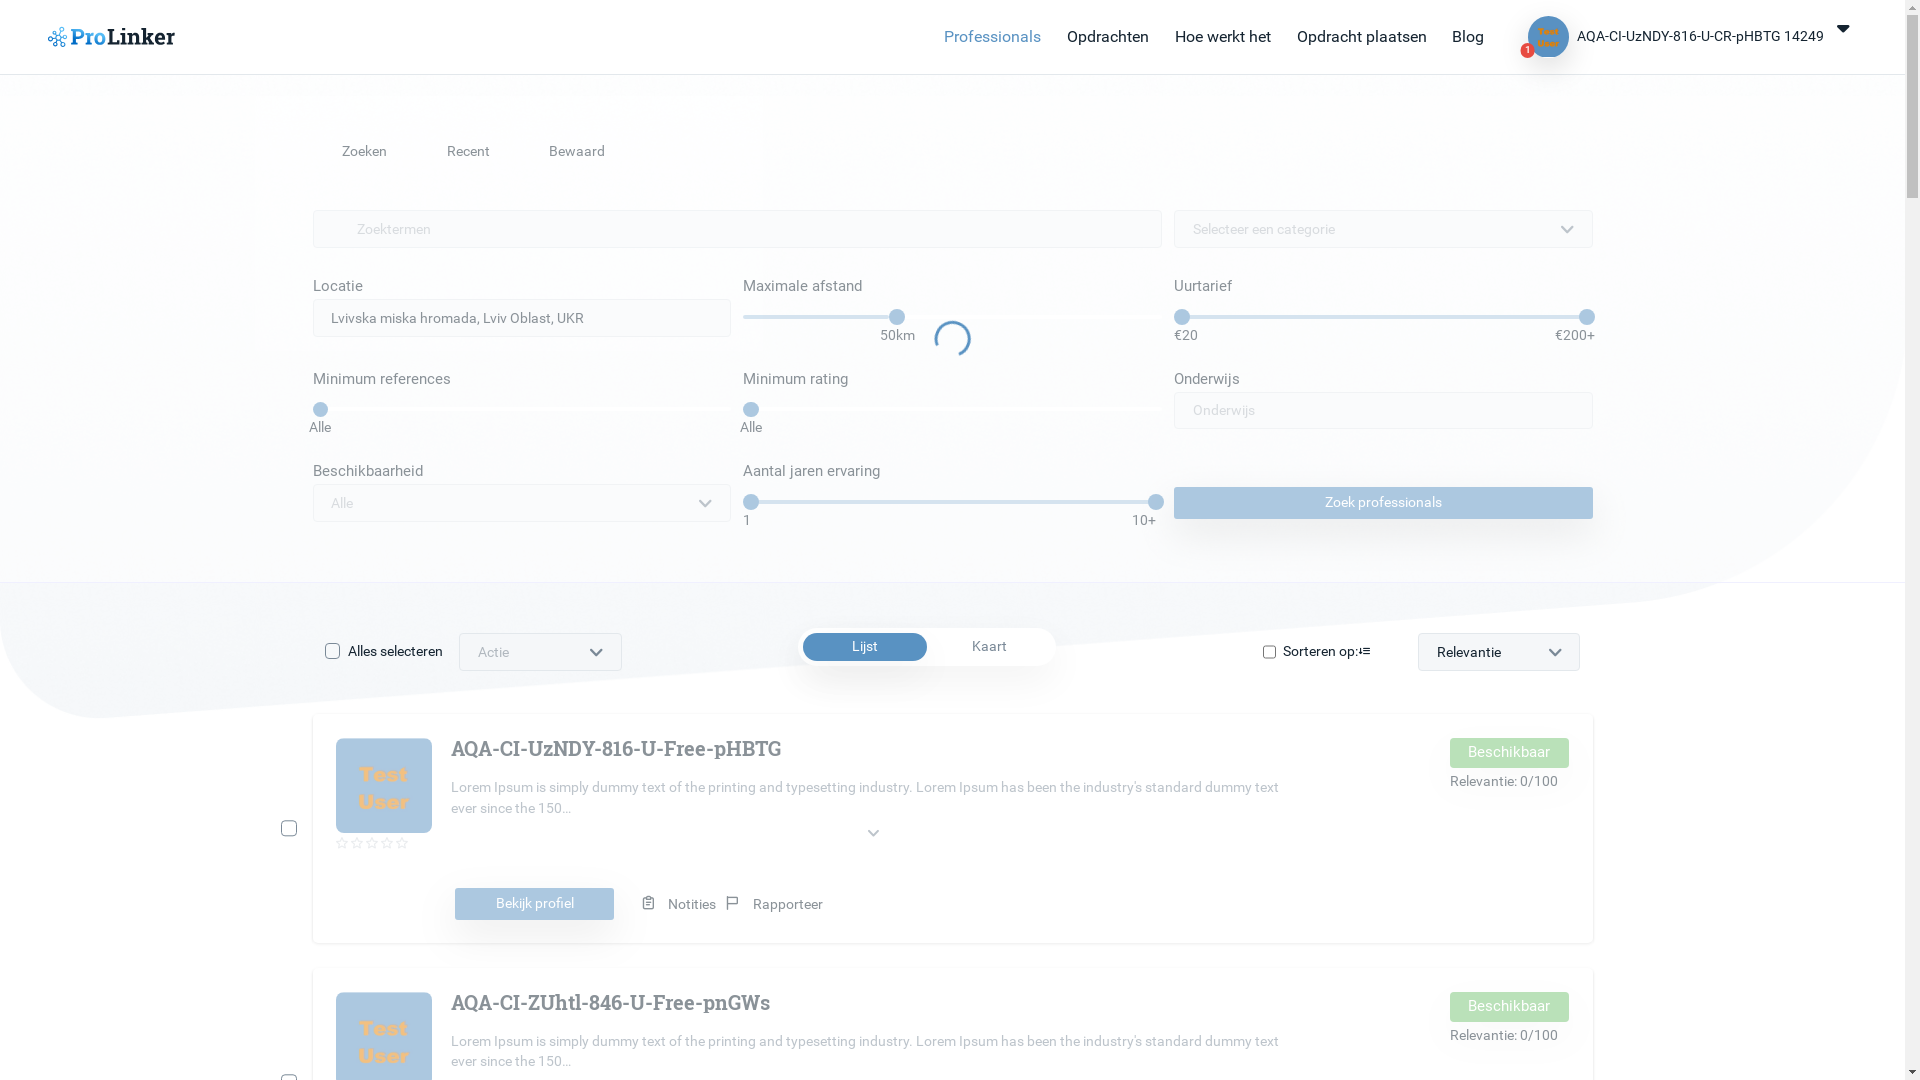 ProLinker
Professionals
Opdrachten
Hoe werkt het
Opdracht plaatsen
Blog
Test
User
1
AQA-CI-UzNDY-816-U-CR-pHBTG 14249
Zoeken
Recent
Bewaard
Zoektermen
Selecteer een categorie
Locatie
Maximale afstand
Uurtarief
Lvivska miska hromada, Lviv Oblast, UKR
50km
€20
€200+
Minimum references
Minimum rating
Onderwijs
Alle
Alle
Onderwijs
Beschikbaarheid
Aantal jaren ervaring
Alle
1
10+
Zoek professionals
Alles selecteren
Actie
Lijst
Kaart
Sorteren op:
Relevantie
Test
User
AQA-CI-UzNDY-816-U-Free-pHBTG
Lorem Ipsum is simply dummy text of the printing and typesetting industry. Lorem Ipsum has been the industry's standard dummy text
ever since the 150...
Beschikbaar
Relevantie: 0/100
Bekijk profiel
Notities
Rapporteer
Test
User
AQA-CI-ZUhtl-846-U-Free-pnGWs
Lorem Ipsum is simply dummy text of the printing and typesetting industry. Lorem Ipsum has been the industry's standard dummy text
ever since the 150...
Beschikbaar
Relevantie: 0/100